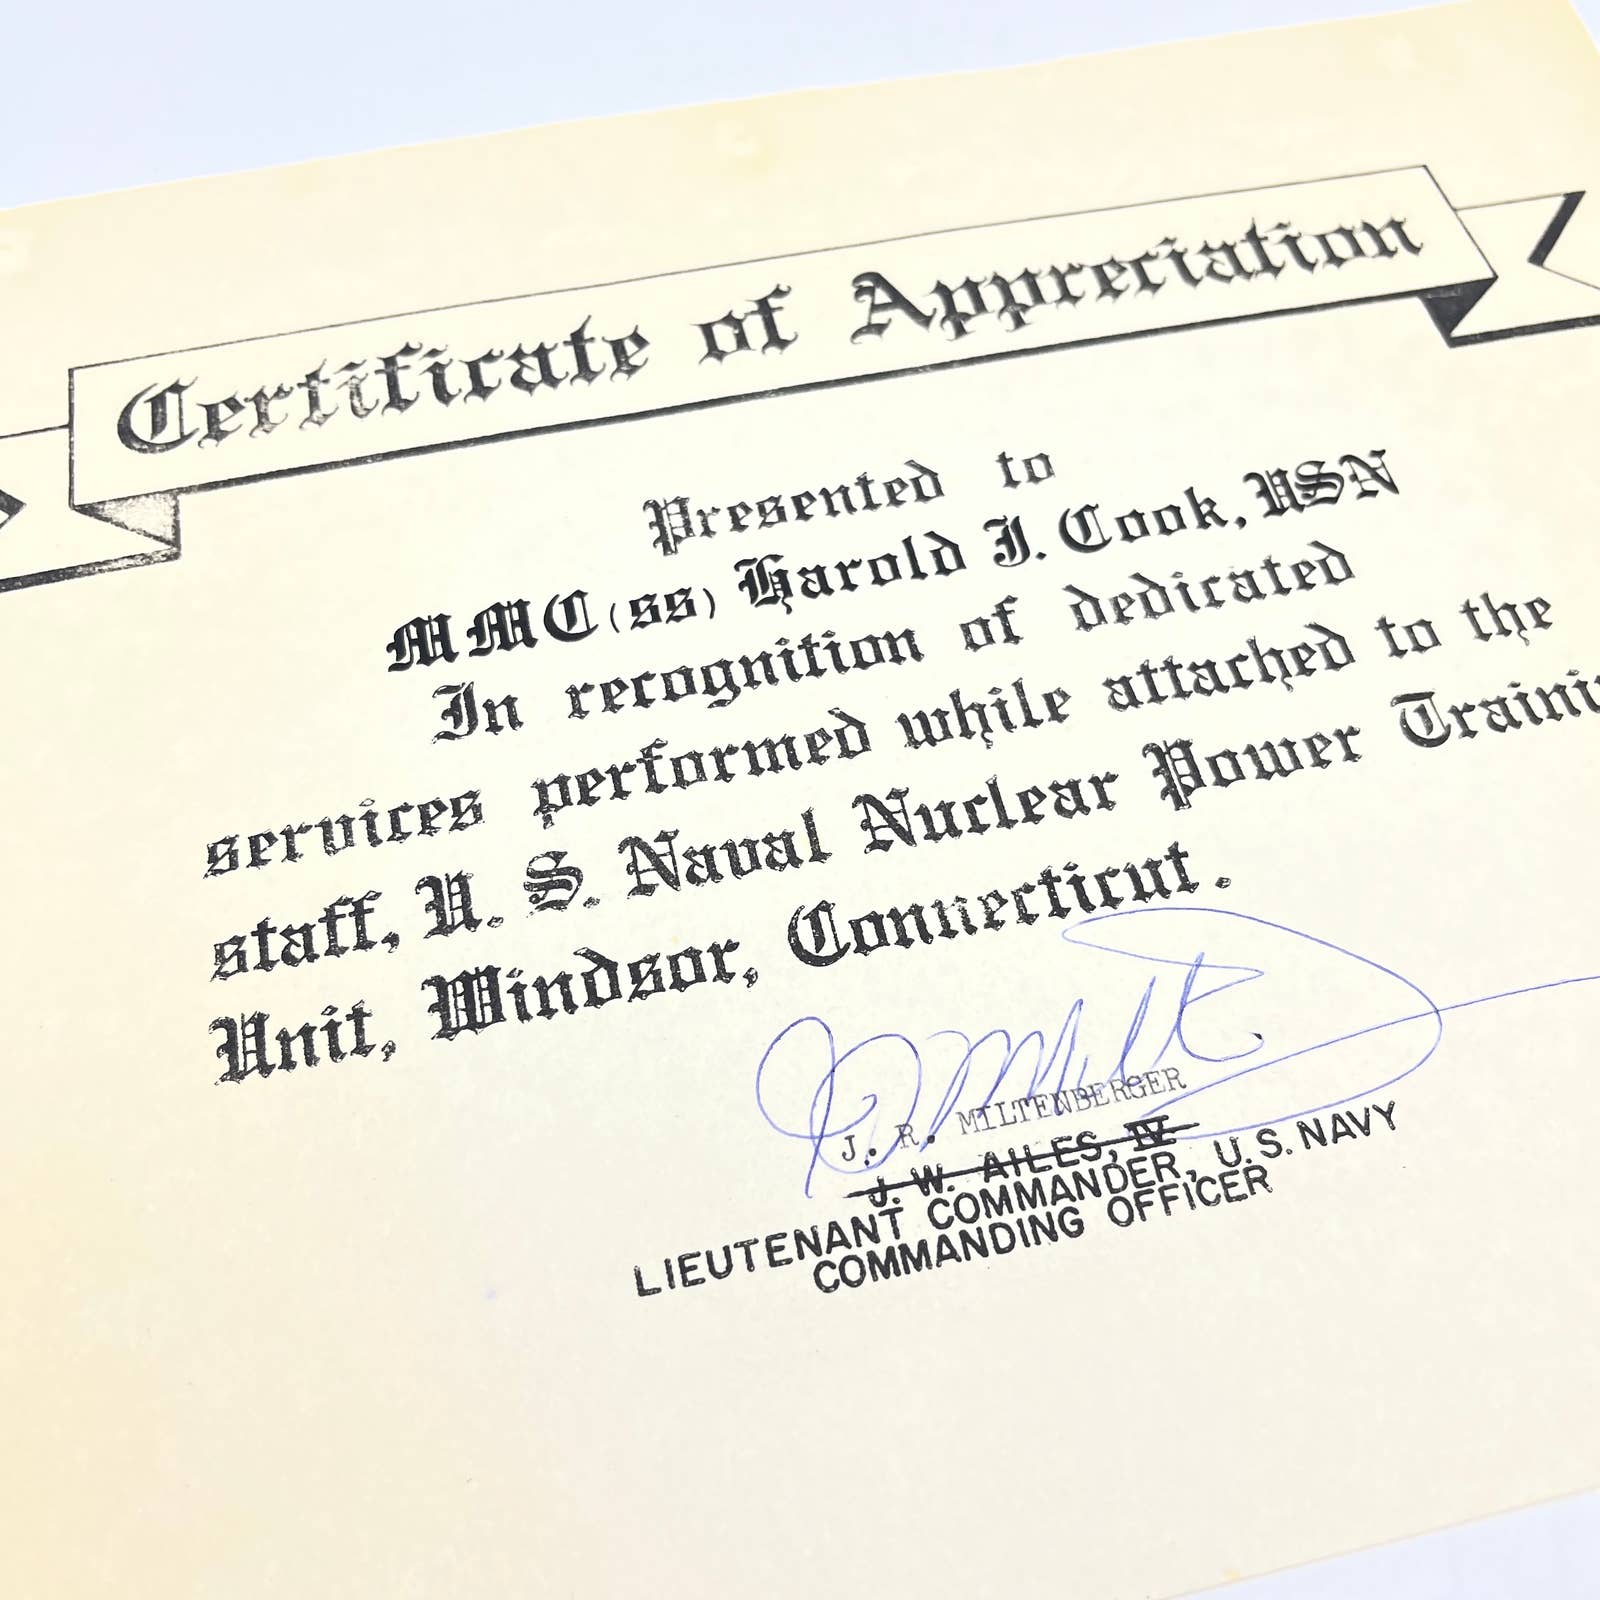 Certificate of Appreciation
Presented to
MMC(ss) Harold J. Cook, USN
In recognition of dedicated
services performed while attached to the
staff, U. S. Naval Nuclear Power
Unit, Windsor, Connecticut.
J. R. MILTENBERGER
J. W. AILES, IV
LIEUTENANT COMMANDER, U.S. NAVY
COMMANDING OFFICER